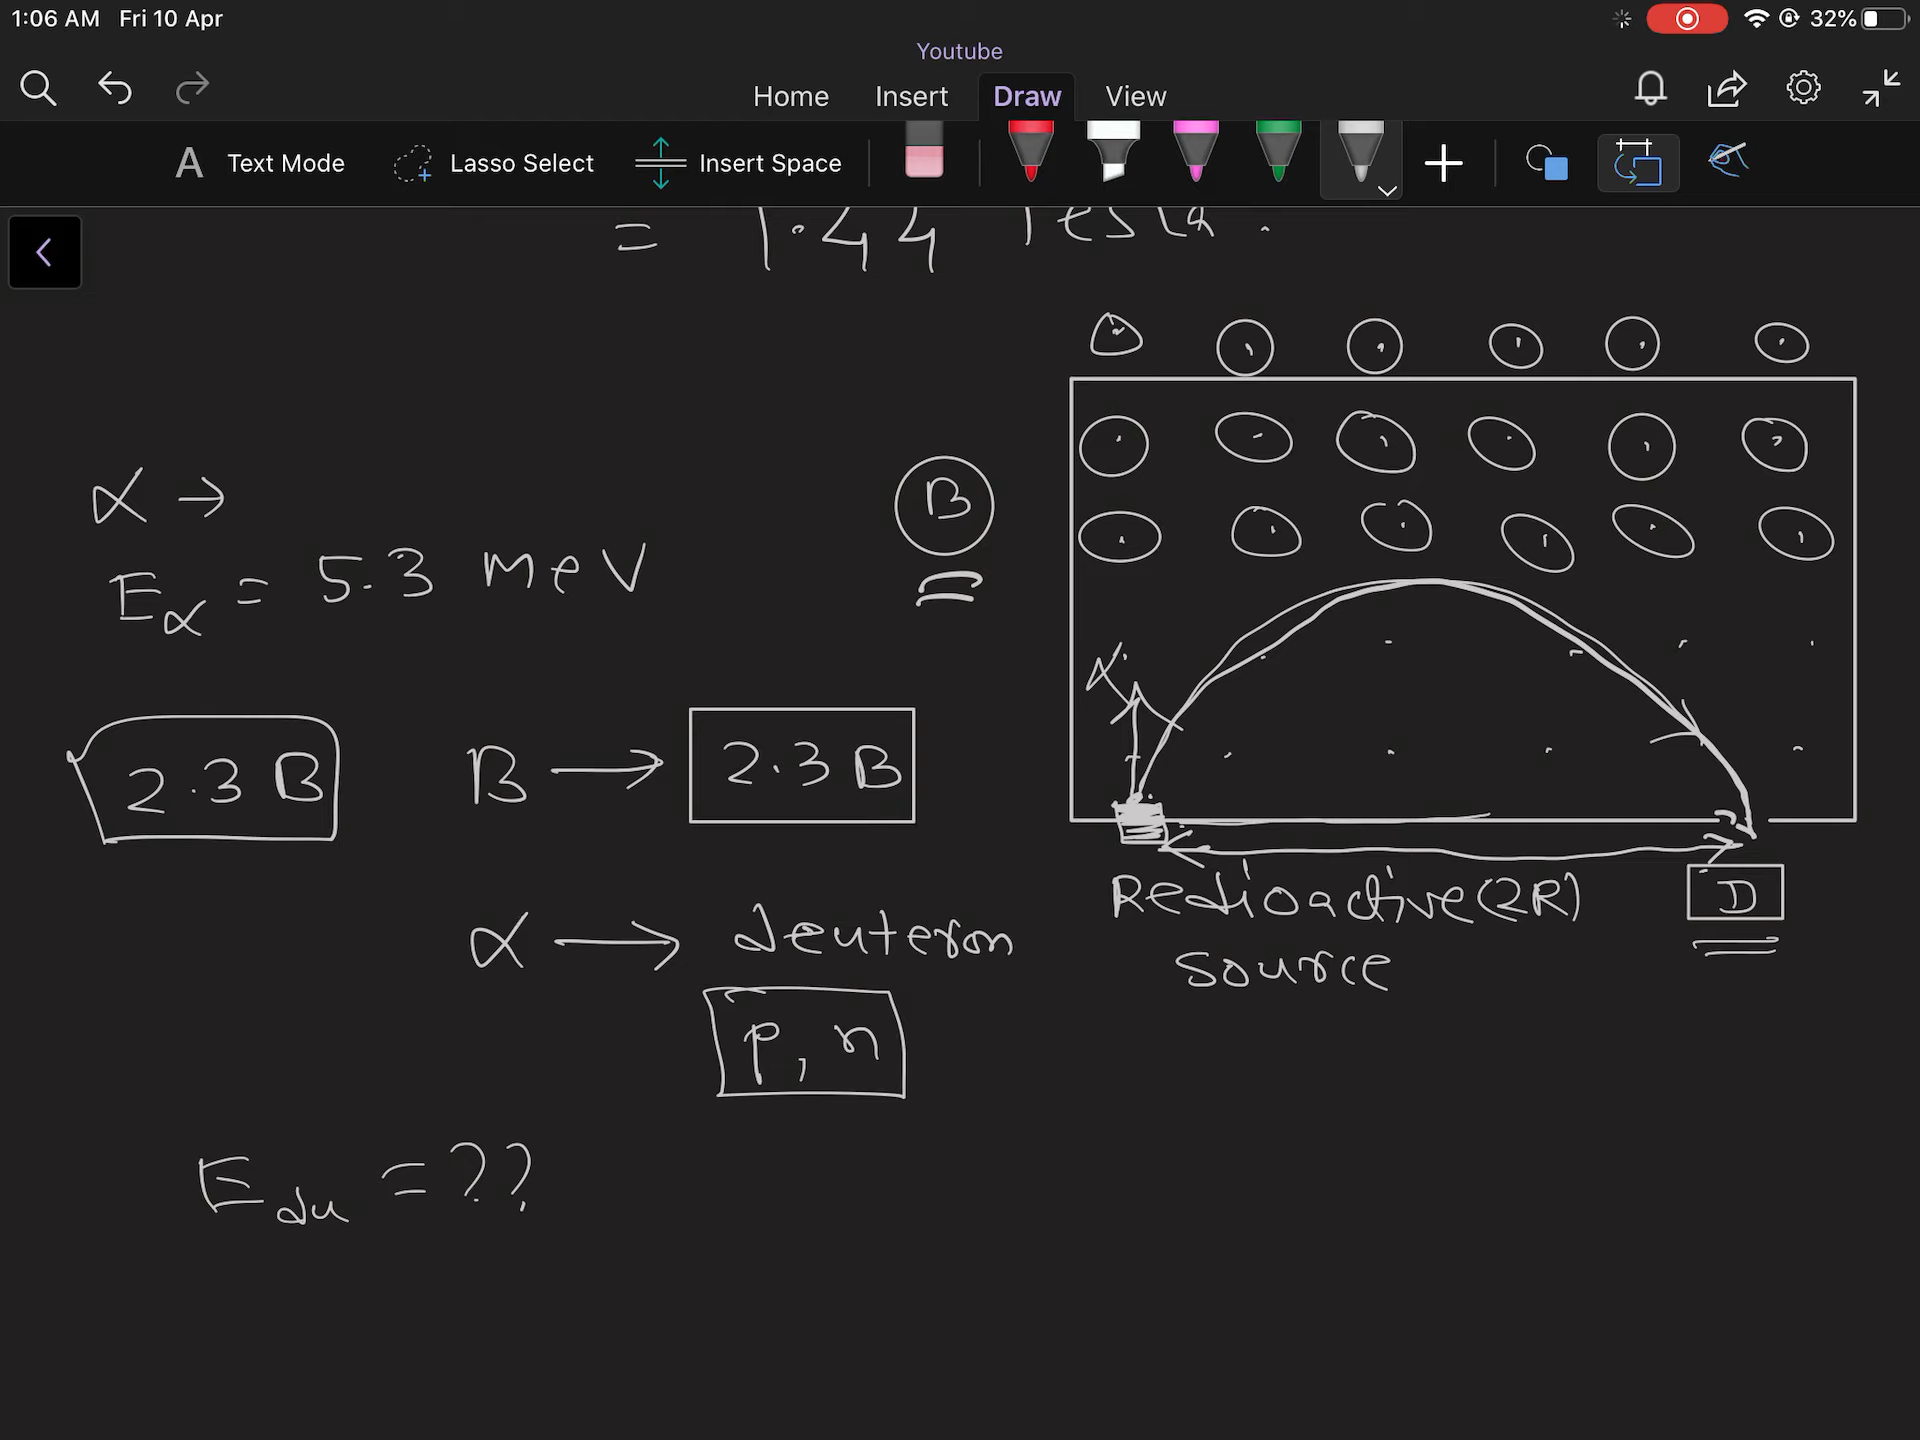 1:06 AM Fri 10 Apr
32%
Youtube
Home Insert Draw View
A Text Mode Lasso Select Insert Space
= 1.44 Tesla.
α →
B
Eα = 5.3 meV
α
2.3 B B → 2.3 B
Radioactive (2R) D
source
α → deuteron
p, n
Edu = ??